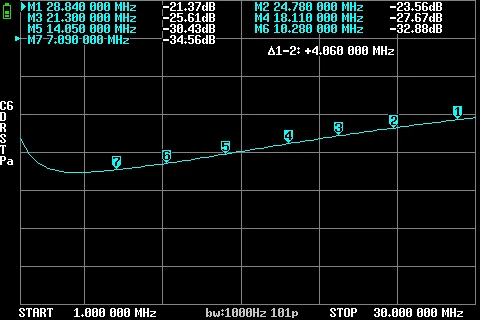 M1 28.840 000 MHz -21.37dB M2 24.780 000 MHz -23.56dB
M3 21.300 000 MHz -25.61dB M4 18.110 000 MHz -27.67dB
M5 14.050 000 MHz -28.43dB M6 10.280 000 MHz -32.88dB
M7 7.090 000 MHz -34.56dB
Δ1-2: +4.060 000 MHz
C6
D
R
S
T
Pa
7 6 5 4 3 2 1
START 1.000 000 MHz bw:1000Hz 101p STOP 30.000 000 MHz